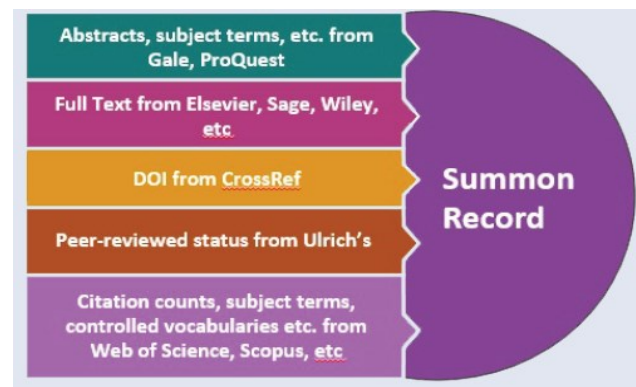 Abstracts, subject terms, etc. from
Gale, ProQuest
Full Text from Elsevier, Sage, Wiley,
etc
DOI from CrossRef
Peer-reviewed status from Ulrich's
Citation counts, subject terms,
controlled vocabularies etc. from
Web of Science, Scopus, etc
Summon
Record